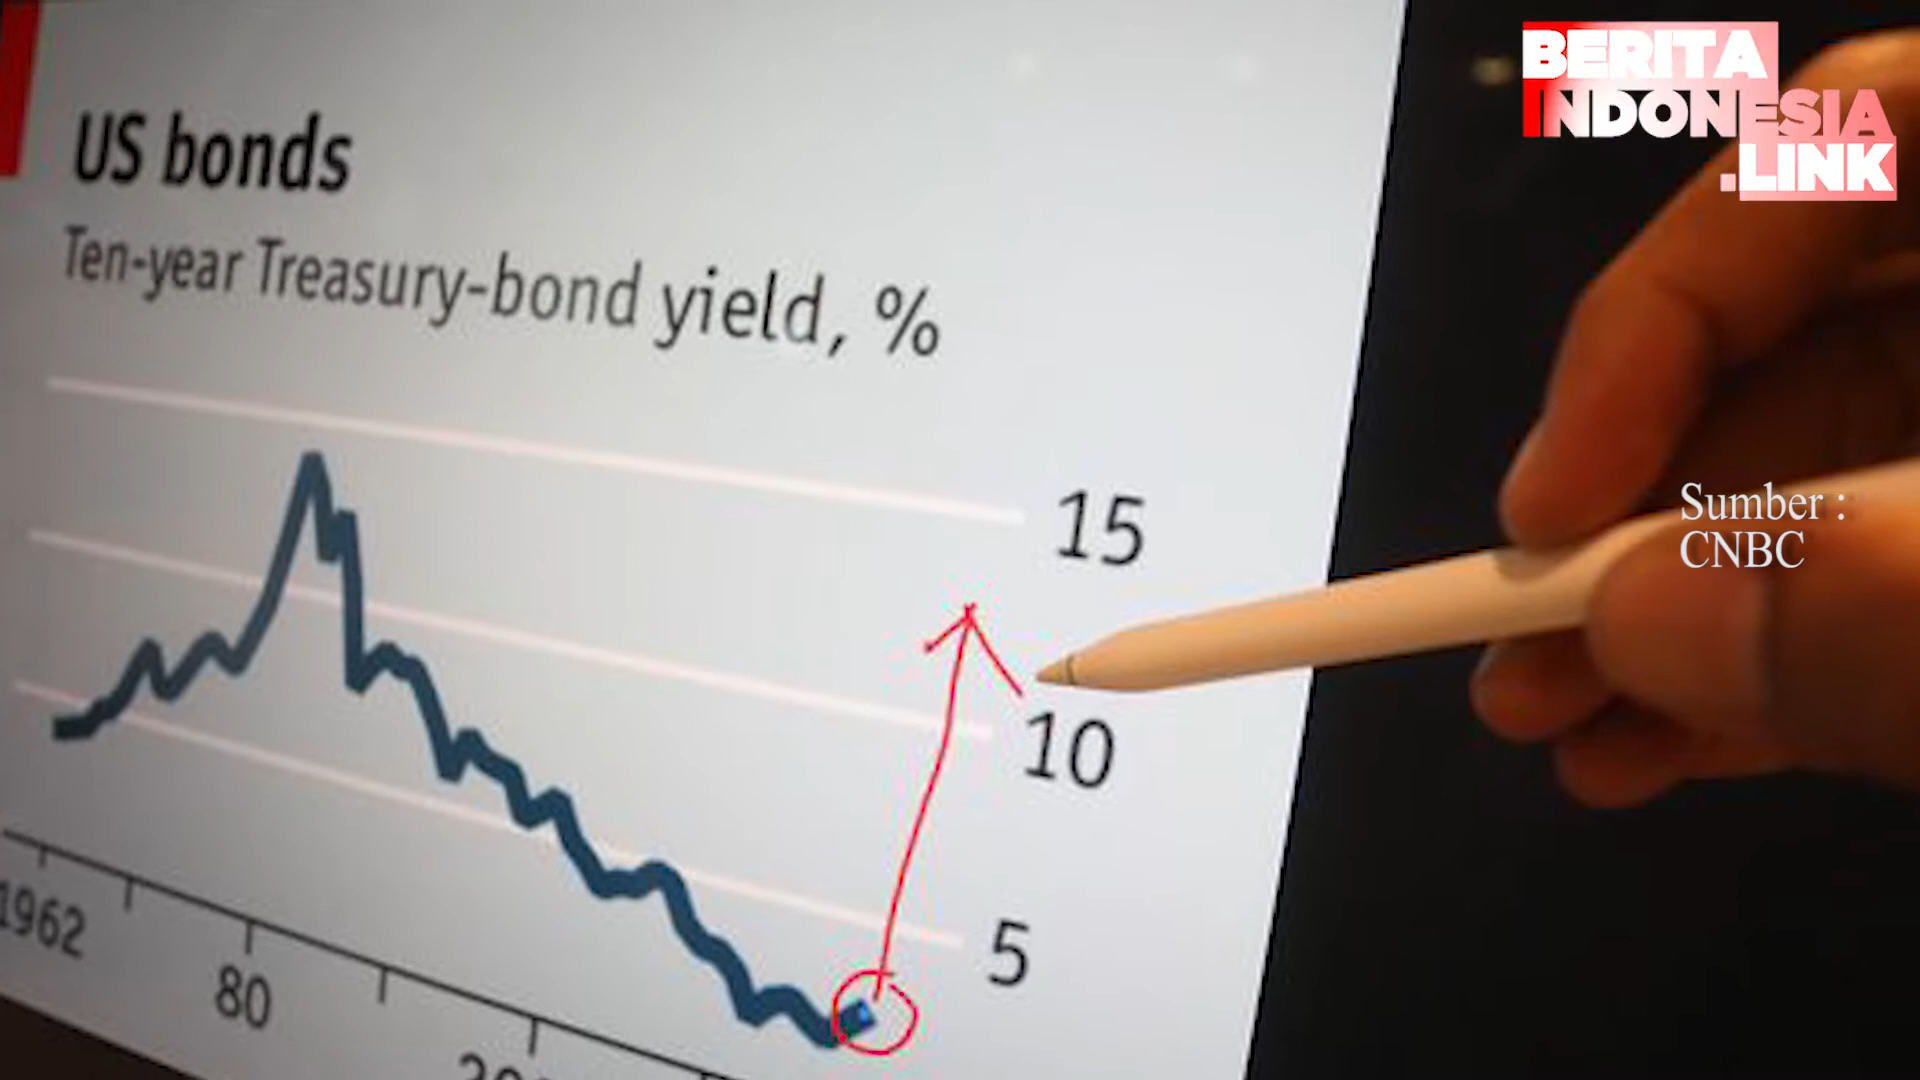 BERITA
INDONESIA
.LINK
US bonds
Ten-year Treasury-bond yield, %
15
10
5
1962
80
Sumber :
CNBC